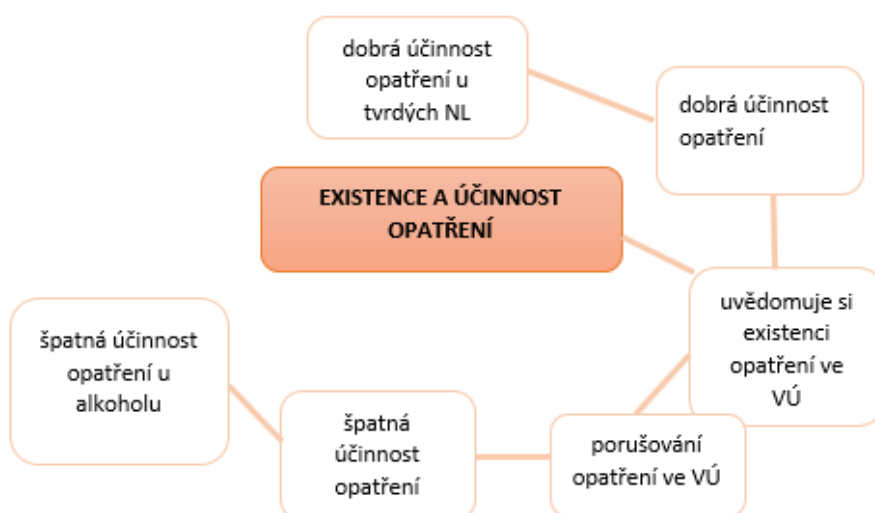 dobrá účinnost
opatření u
tvrdých NL
dobrá účinnost
opatření
EXISTENCE A ÚČINNOST
OPATŘENÍ
uvědomuje si
existenci
opatření ve
VÚ
špatná účinnost
opatření u
alkoholu
špatná
účinnost
opatření
porušování
opatření ve VÚ